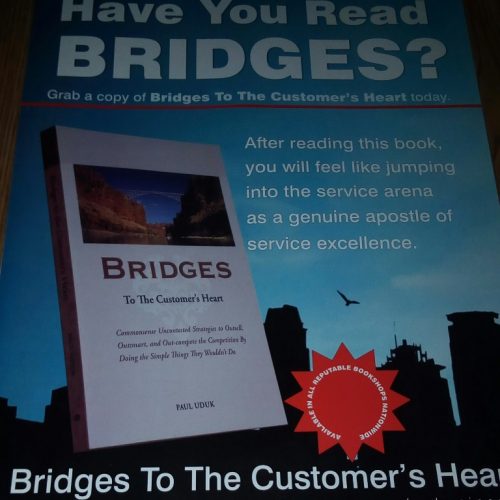 Have You Read
BRIDGES?
Grab a copy of Bridges To The Customer's Heart today.
After reading this book,
you will feel like jumping
into the service arena
as a genuine apostle of
service excellence.
BRIDGES
To The Customer's Heart
Commonsense Uncontested Strategies to Outsell,
Outsmart, and Out-compete the Competition By
Doing the Simple Things They Wouldn't Do
PAUL UDUK
AVAILABLE IN ALL REPUTABLE BOOKSHOPS NATIONWIDE
Bridges To The Customer's Hear